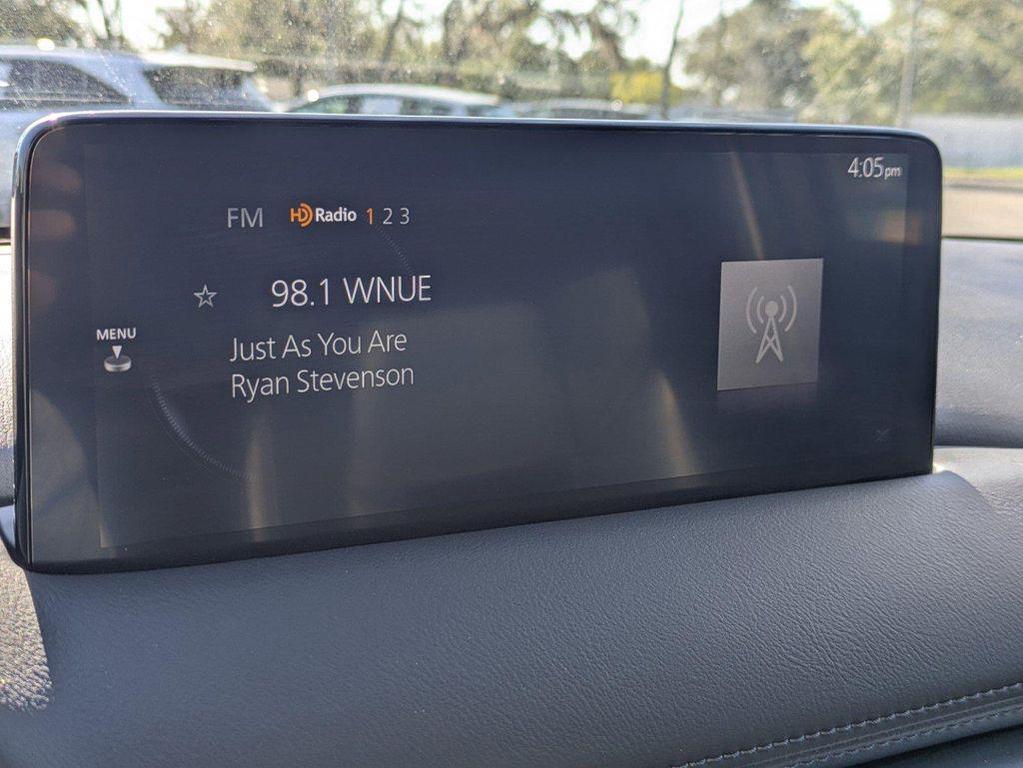 4:05pm
FM HD Radio 1 2 3
98.1 WNUE
MENU
Just As You Are
Ryan Stevenson